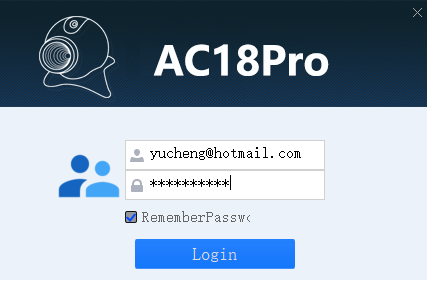 AC18Pro
yucheng@hotmail.com
**********
RememberPassw
Login